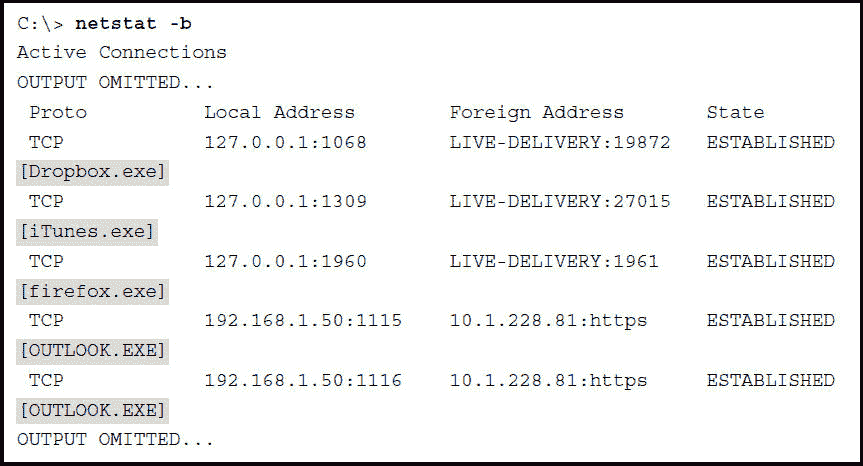 C:\> netstat -b
Active Connections
OUTPUT OMITTED...
Proto Local Address Foreign Address State
TCP 127.0.0.1:1068 LIVE-DELIVERY:19872 ESTABLISHED
[Dropbox.exe]
TCP 127.0.0.1:1309 LIVE-DELIVERY:27015 ESTABLISHED
[iTunes.exe]
TCP 127.0.0.1:1960 LIVE-DELIVERY:1961 ESTABLISHED
[firefox.exe]
TCP 192.168.1.50:1115 10.1.228.81:https ESTABLISHED
[OUTLOOK.EXE]
TCP 192.168.1.50:1116 10.1.228.81:https ESTABLISHED
[OUTLOOK.EXE]
OUTPUT OMITTED...